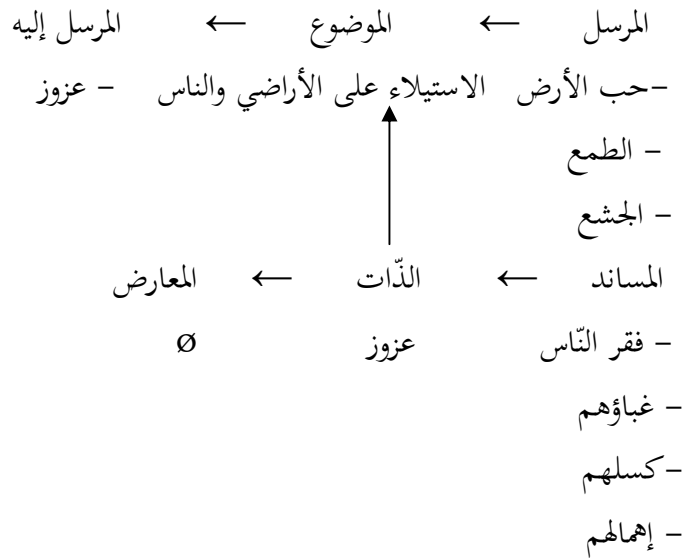 المرسل ← الموضوع ← المرسل إليه
–حب الأرض الاستيلاء على الأراضي والناس – عزوز
– الطمع
– الجشع
المساند ← الذّات ← المعارض
– فقر النّاس عزوز Ø
– غباؤهم
–كسلهم
– إهمالهم